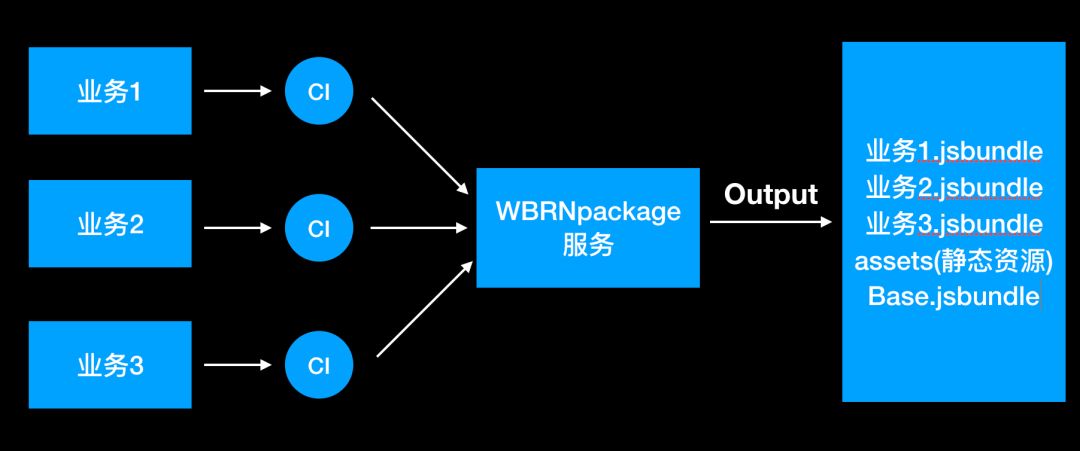 业务1
CI
业务2
CI
业务3
CI
WBRNpackage
服务
Output
业务1.jsbundle
业务2.jsbundle
业务3.jsbundle
assets(静态资源)
Base.jsbundle